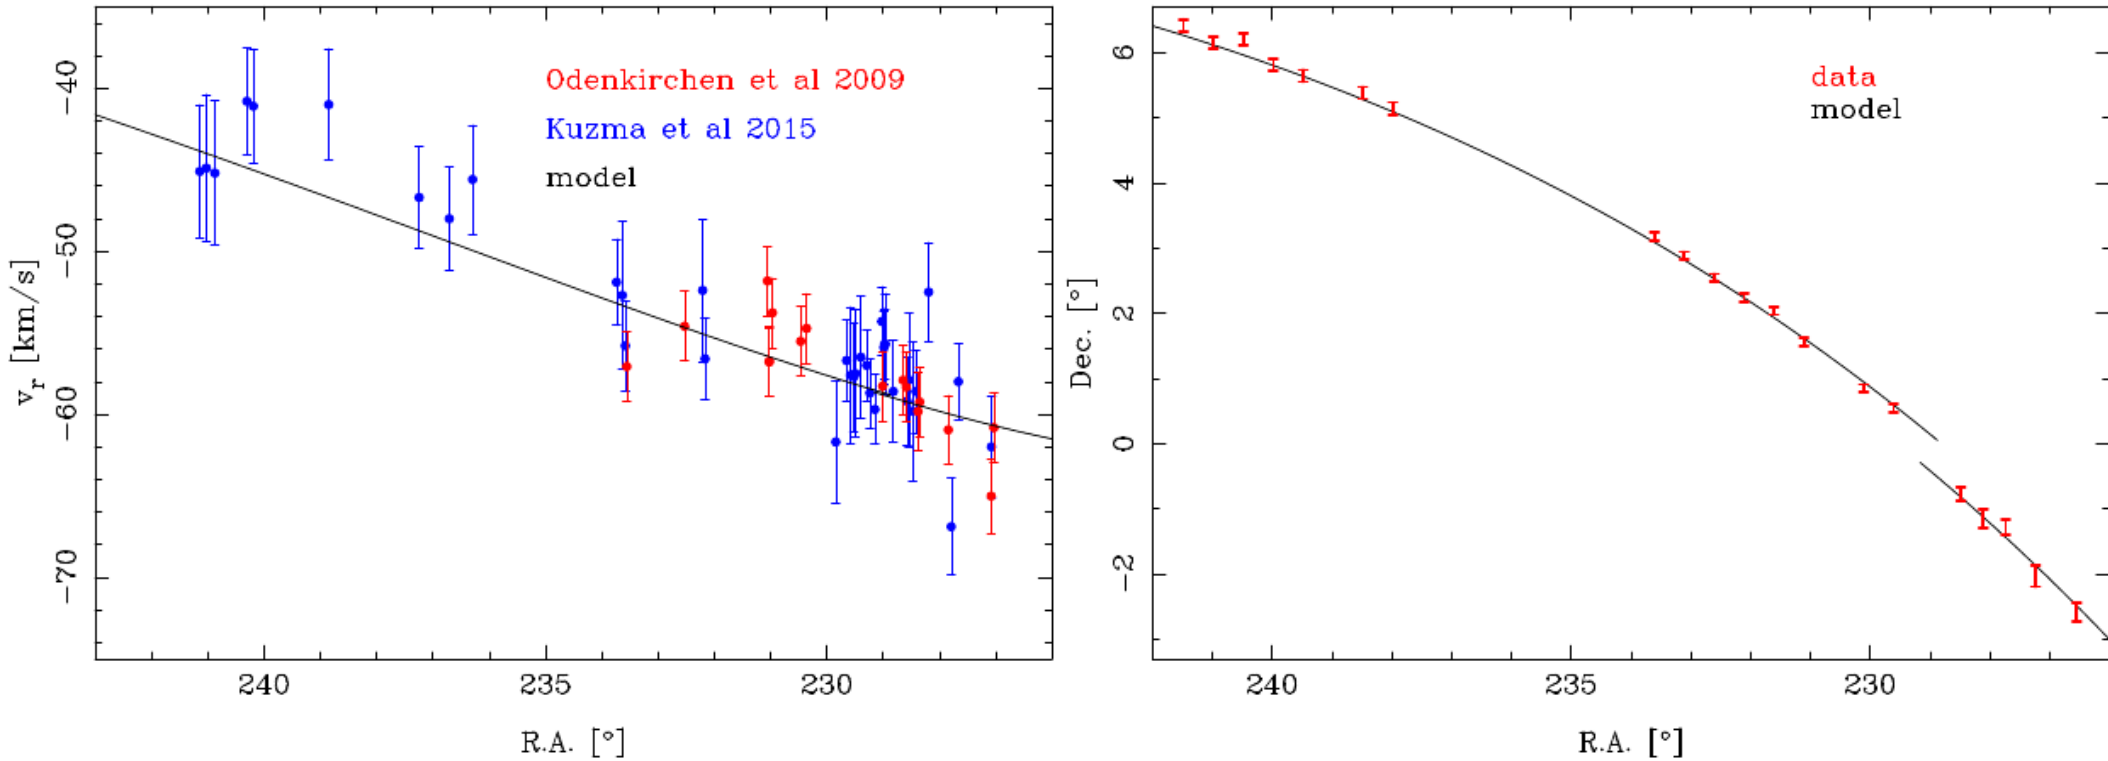 Odenkirchen et al 2009
Kuzma et al 2015
model
v_r [km/s]
−40
−50
−60
−70
240
235
230
R.A. [°]
data
model
Dec. [°]
6
4
2
0
−2
240
235
230
R.A. [°]